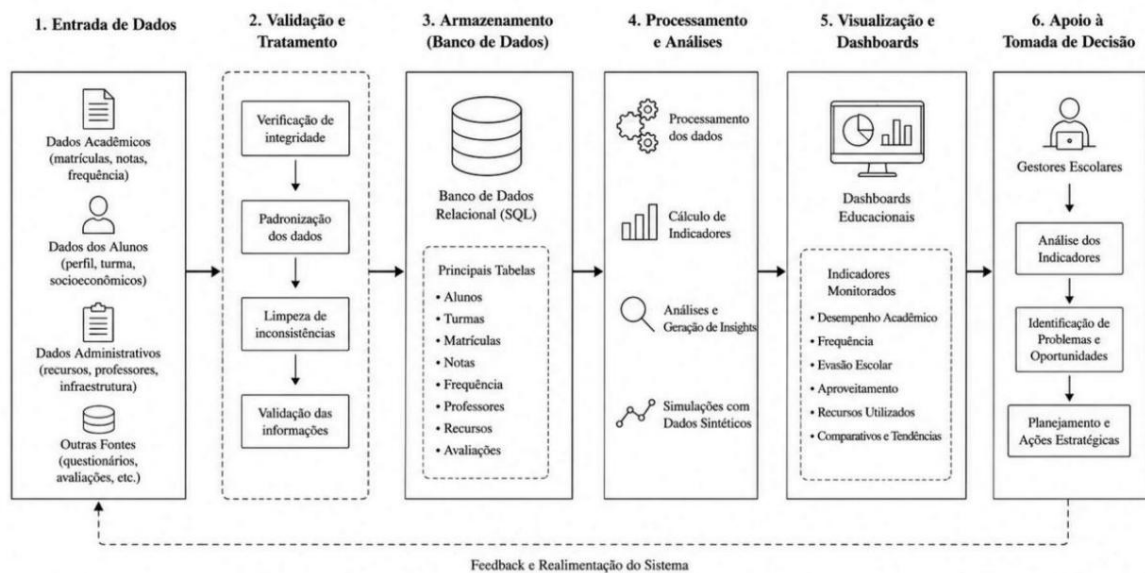 1. Entrada de Dados
Dados Acadêmicos
(matrículas, notas,
frequência)
Dados dos Alunos
(perfil, turma,
socioeconômicos)
Dados Administrativos
(recursos, professores,
infraestrutura)
Outras Fontes
(questionários,
avaliações, etc.)
2. Validação e
Tratamento
Verificação de
integridade
Padronização
dos dados
Limpeza de
inconsistências
Validação das
informações
3. Armazenamento
(Banco de Dados)
Banco de Dados
Relacional (SQL)
Principais Tabelas
• Alunos
• Turmas
• Matrículas
• Notas
• Frequência
• Professores
• Recursos
• Avaliações
4. Processamento
e Análises
Processamento
dos dados
Cálculo de
Indicadores
Análises e
Geração de Insights
Simulações com
Dados Sintéticos
5. Visualização e
Dashboards
Dashboards
Educacionais
Indicadores
Monitorados
• Desempenho Acadêmico
• Frequência
• Evasão Escolar
• Aproveitamento
• Recursos Utilizados
• Comparativos e Tendências
6. Apoio à
Tomada de Decisão
Gestores Escolares
Análise dos
Indicadores
Identificação de
Problemas e
Oportunidades
Planejamento e
Ações Estratégicas
Feedback e Realimentação do Sistema